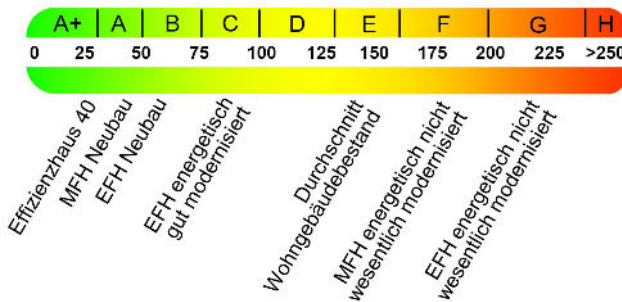 A+ A B C D E F G H
0 25 50 75 100 125 150 175 200 225 >250
Effizienzhaus 40
MFH Neubau
EFH Neubau
EFH energetisch
gut modernisiert
Durchschnitt
Wohngebäudebestand
MFH energetisch nicht
wesentlich modernisiert
EFH energetisch nicht
wesentlich modernisiert